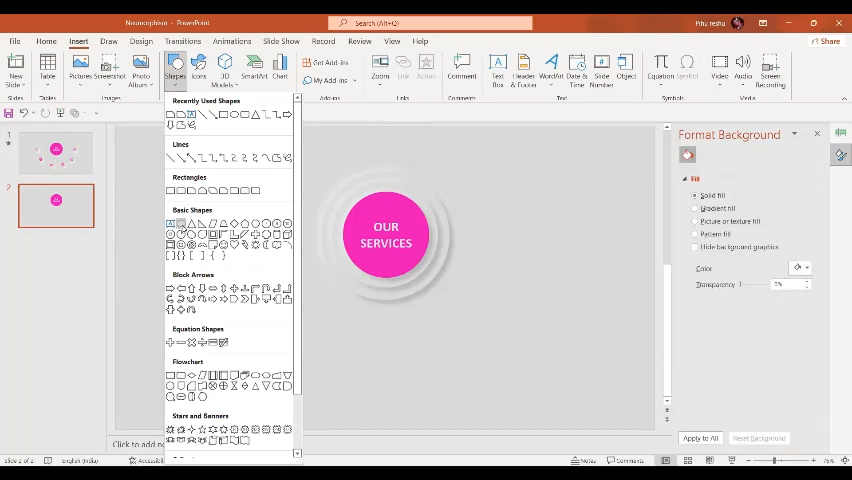 Neumorphism - PowerPoint
Search (Alt+Q)
Pihu reshu
File Home Insert Draw Design Transitions Animations Slide Show Record Review View Help
Share
New Slide
Table
Pictures
Screenshot
Photo Album
Shapes
Icons
3D Models
SmartArt
Chart
Get Add-ins
My Add-ins
Zoom
Link
Action
Comment
Text Box
Header & Footer
WordArt
Date & Time
Slide Number
Object
Equation
Symbol
Video
Audio
Screen Recording
Slides Tables Images Add-ins Links Comments Text Symbols Media
Recently Used Shapes
Lines
Rectangles
Basic Shapes
Block Arrows
Equation Shapes
Flowchart
Stars and Banners
1
2
OUR
SERVICES
Format Background
Fill
Solid fill
Gradient fill
Picture or texture fill
Pattern fill
Hide background graphics
Color
Transparency 0%
Apply to All
Reset Background
Click to add no
Slide 2 of 2
English (India)
Accessibil
Notes
Comments
76%